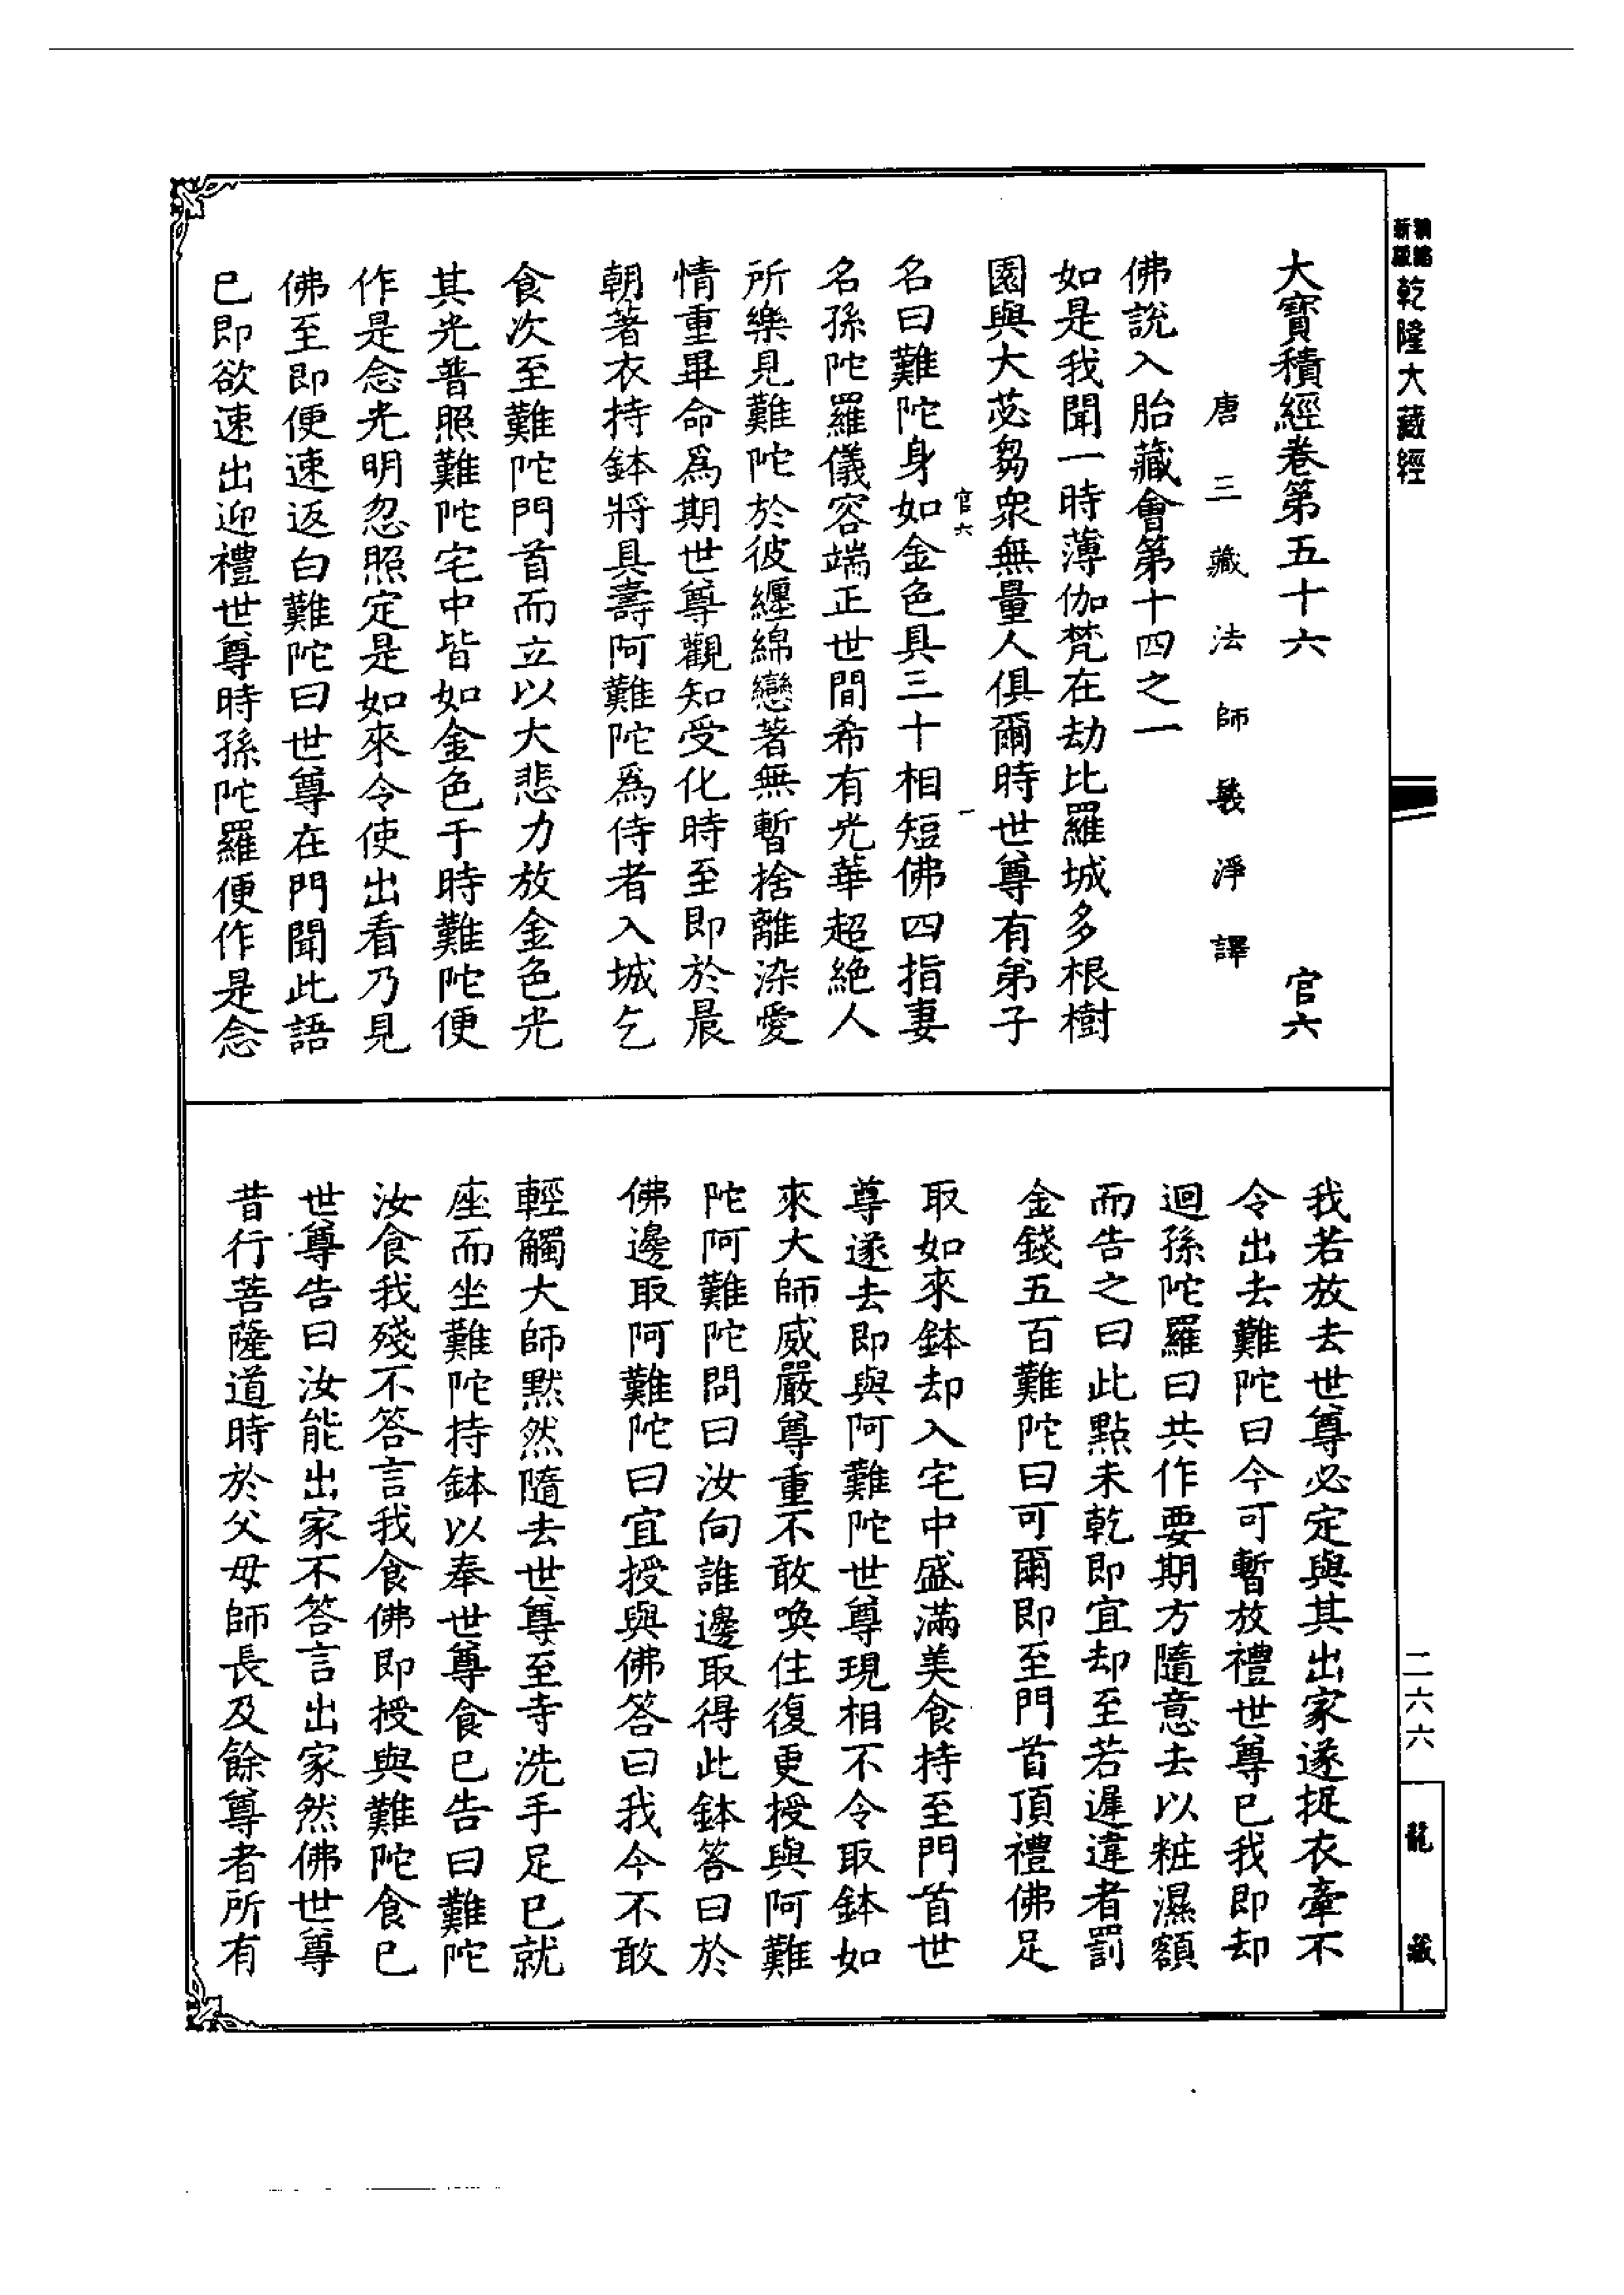 新編
縮版
乾隆大藏經
大寶積經卷第五十六 官六
唐三藏法師義淨譯
佛說入胎藏會第十四之一
如是我聞一時薄伽梵在劫比羅城多根樹
園與大苾芻衆無量人俱爾時世尊有弟子
官六 一
名曰難陀身如金色具三十相短佛四指妻
名孫陀羅儀容端正世間希有光華超絕人
所樂見難陀於彼纏綿戀著無暫捨離染愛
情重畢命爲期世尊觀知受化時至即於晨
朝著衣持鉢將具壽阿難陀爲侍者入城乞
食次至難陀門首而立以大悲力放金色光
其光普照難陀宅中皆如金色于時難陀便
作是念光明忽照定是如來令使出看乃見
佛至即便速返白難陀曰世尊在門聞此語
已即欲速出迎禮世尊時孫陀羅便作是念
我若放去世尊必定與其出家遂捉衣牽不
令出去難陀曰今可暫放禮世尊已我即却
迴孫陀羅曰共作要期方隨意去以粧濕額
而告之曰此點未乾即宜却至若遲違者罰
金錢五百難陀曰可爾即至門首頂禮佛足
取如來鉢却入宅中盛滿美食持至門首世
尊遂去即與阿難陀世尊現相不令取鉢如
來大師威嚴尊重不敢喚住復更授與阿難
陀阿難陀問曰汝向誰邊取得此鉢答曰於
佛邊取阿難陀曰宜授與佛答曰我今不敢
輕觸大師默然隨去世尊至寺洗手足已就
座而坐難陀持鉢以奉世尊食已告曰難陀
汝食我殘不答言我食佛即授與難陀食已
世尊告曰汝能出家不答言出家然佛世尊
昔行菩薩道時於父母師長及餘尊者所有
二六六
龍藏